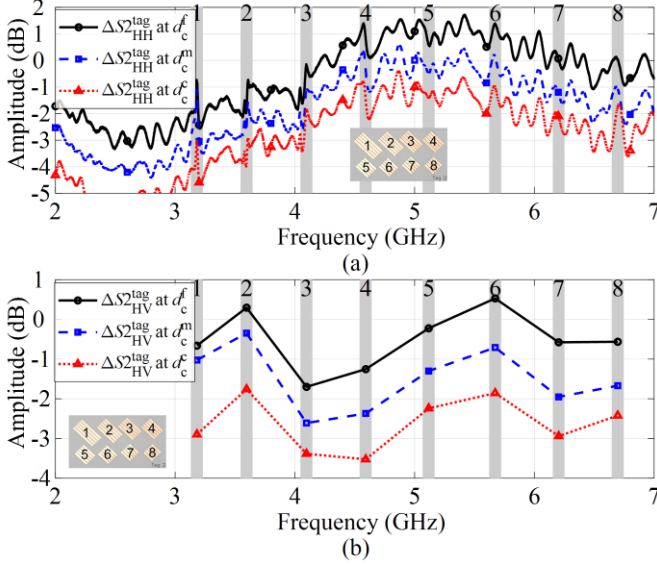 1 2 3 4 5 6 7 8
2
1
0
-1
-2
-3
-4
-5
Amplitude (dB)
ΔS2^tag_HH at d^f_c
ΔS2^tag_HH at d^m_c
ΔS2^tag_HH at d^c_c
1 2 3 4
5 6 7 8
2 3 4 5 6 7
Frequency (GHz)
(a)
1 2 3 4 5 6 7 8
1
0
-1
-2
-3
-4
Amplitude (dB)
ΔS2^tag_HV at d^f_c
ΔS2^tag_HV at d^m_c
ΔS2^tag_HV at d^c_c
1 2 3 4
5 6 7 8
2 3 4 5 6 7
Frequency (GHz)
(b)